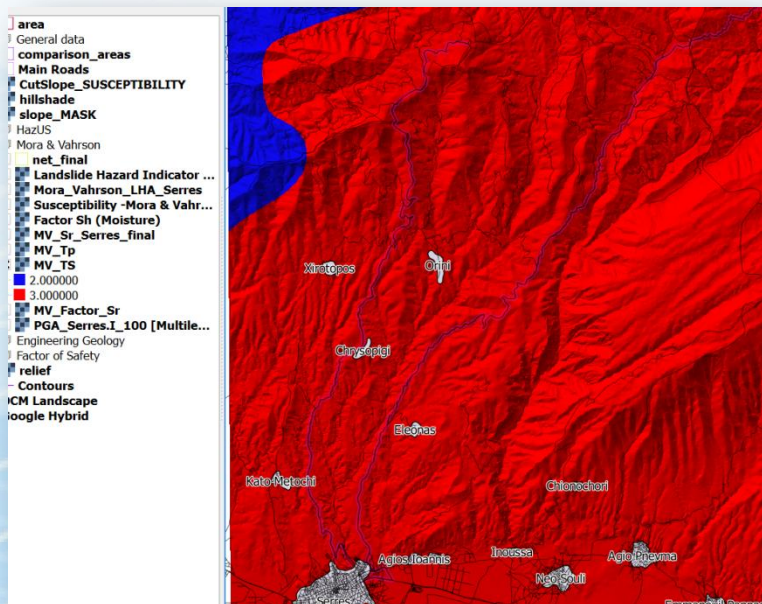 area
General data
comparison_areas
Main Roads
CutSlope_SUSCEPTIBILITY
hillshade
slope_MASK
HazUS
Mora & Vahrson
net_final
Landslide Hazard Indicator ...
Mora_Vahrson_LHA_Serres
Susceptibility -Mora & Vahr...
Factor Sh (Moisture)
MV_Sr_Serres_final
MV_Tp
MV_TS
2.000000
3.000000
MV_Factor_Sr
PGA_Serres.I_100 [Multile...
Engineering Geology
Factor of Safety
relief
Contours
OCM Landscape
Google Hybrid
Xirotopos
Orini
Chrysopigi
Eleonas
Kato Metochi
Chionochori
Agios Ioannis
Inoussa
Agio Pnevma
Neo Souli
Serres